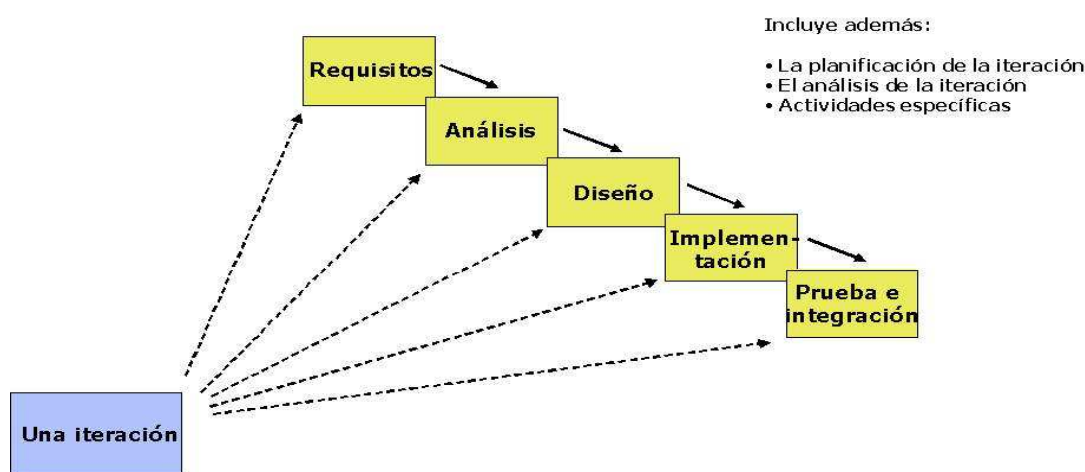 Incluye además:
• La planificación de la iteración
• El análisis de la iteración
• Actividades específicas
Requisitos
Análisis
Diseño
Implemen-
tación
Prueba e
integración
Una iteración